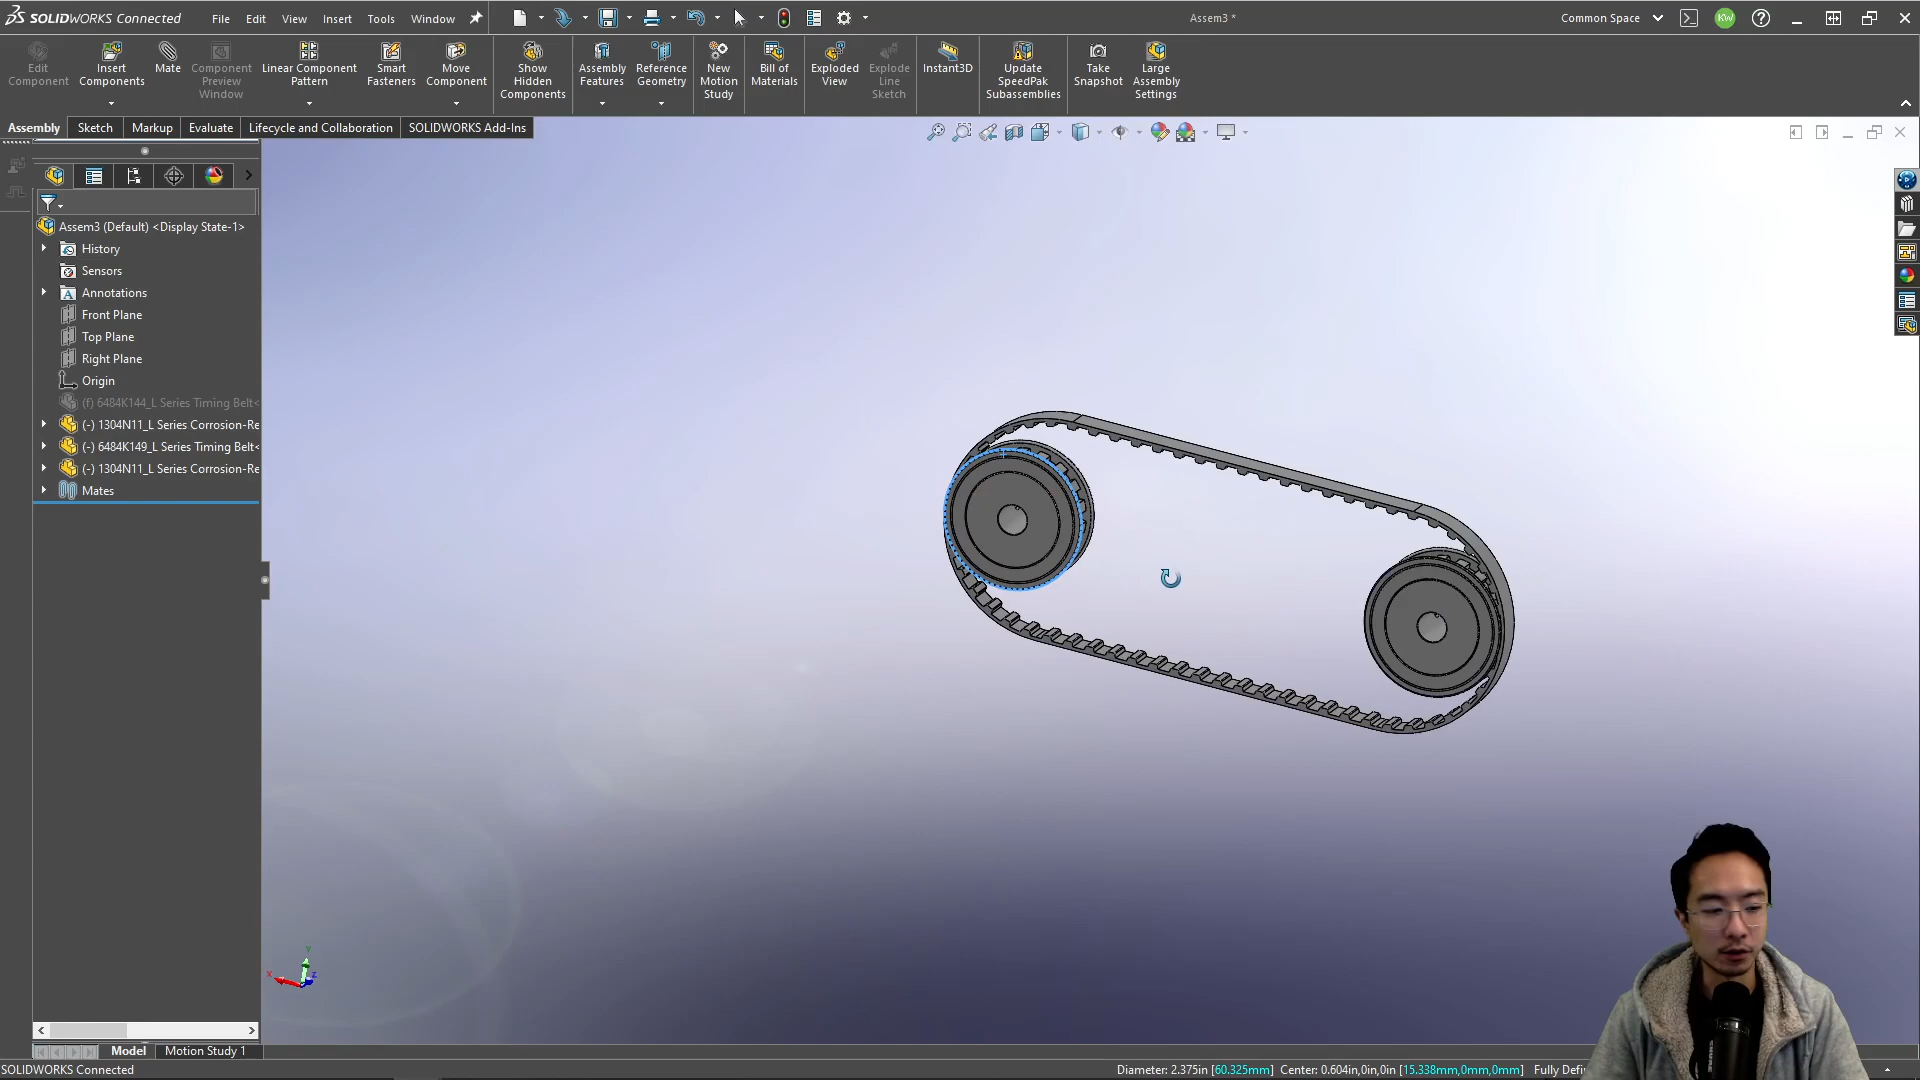 SOLIDWORKS Connected
File Edit View Insert Tools Window
Assem3 *
Common Space
KW
Edit Component
Insert Components
Mate
Component Preview Window
Linear Component Pattern
Smart Fasteners
Move Component
Show Hidden Components
Assembly Features
Reference Geometry
New Motion Study
Bill of Materials
Exploded View
Explode Line Sketch
Instant3D
Update SpeedPak Subassemblies
Take Snapshot
Large Assembly Settings
Assembly Sketch Markup Evaluate Lifecycle and Collaboration SOLIDWORKS Add-Ins
Assem3 (Default) <Display State-1>
History
Sensors
Annotations
Front Plane
Top Plane
Right Plane
Origin
(f) 6484K144_L Series Timing Belt<
(-) 1304N11_L Series Corrosion-Re
(-) 6484K149_L Series Timing Belt<
(-) 1304N11_L Series Corrosion-Re
Mates
Y
X
Z
Model Motion Study 1
SOLIDWORKS Connected
Diameter: 2.375in [60.325mm] Center: 0.604in,0in,0in [15.338mm,0mm,0mm] Fully Defi